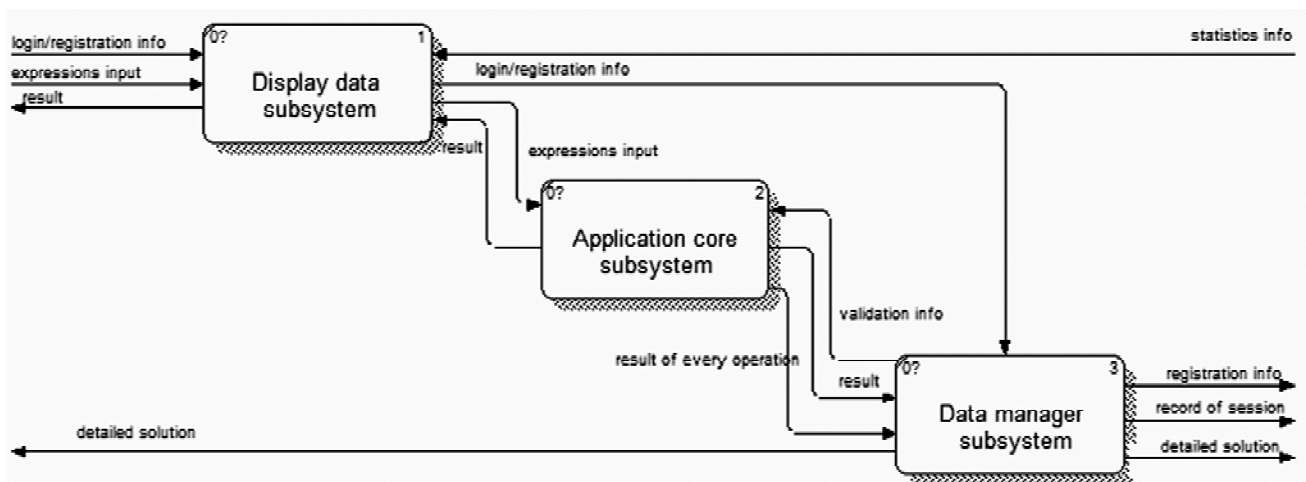 login/registration info
expressions input
result
0?
1
Display data
subsystem
statistics info
login/registration info
result
expressions input
0?
2
Application core
subsystem
validation info
result of every operation
result
0?
3
Data manager
subsystem
registration info
record of session
detailed solution
detailed solution